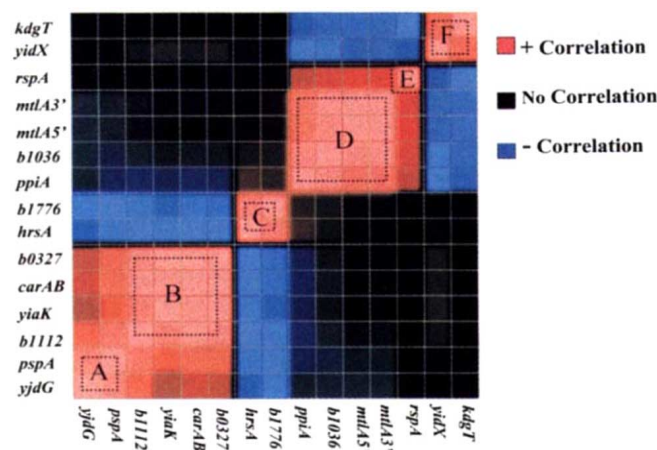 kdgT
yidX
rspA
mtlA3'
mtlA5'
b1036
ppiA
b1776
hrsA
b0327
carAB
yiaK
b1112
pspA
yjdG
F
E
D
C
B
A
+ Correlation
No Correlation
- Correlation
yjdG pspA b1112 yiaK carAB b0327 hrsA b1776 ppiA b1036 mtlA5 mtlA3' rspA yidX kdgT